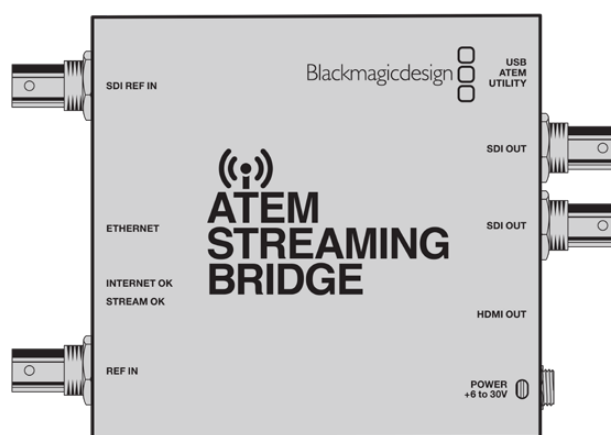 Blackmagicdesign
USB
ATEM
UTILITY
SDI REF IN
SDI OUT
ATEM
STREAMING
BRIDGE
ETHERNET
SDI OUT
INTERNET OK
STREAM OK
HDMI OUT
REF IN
POWER
+6 to 30V